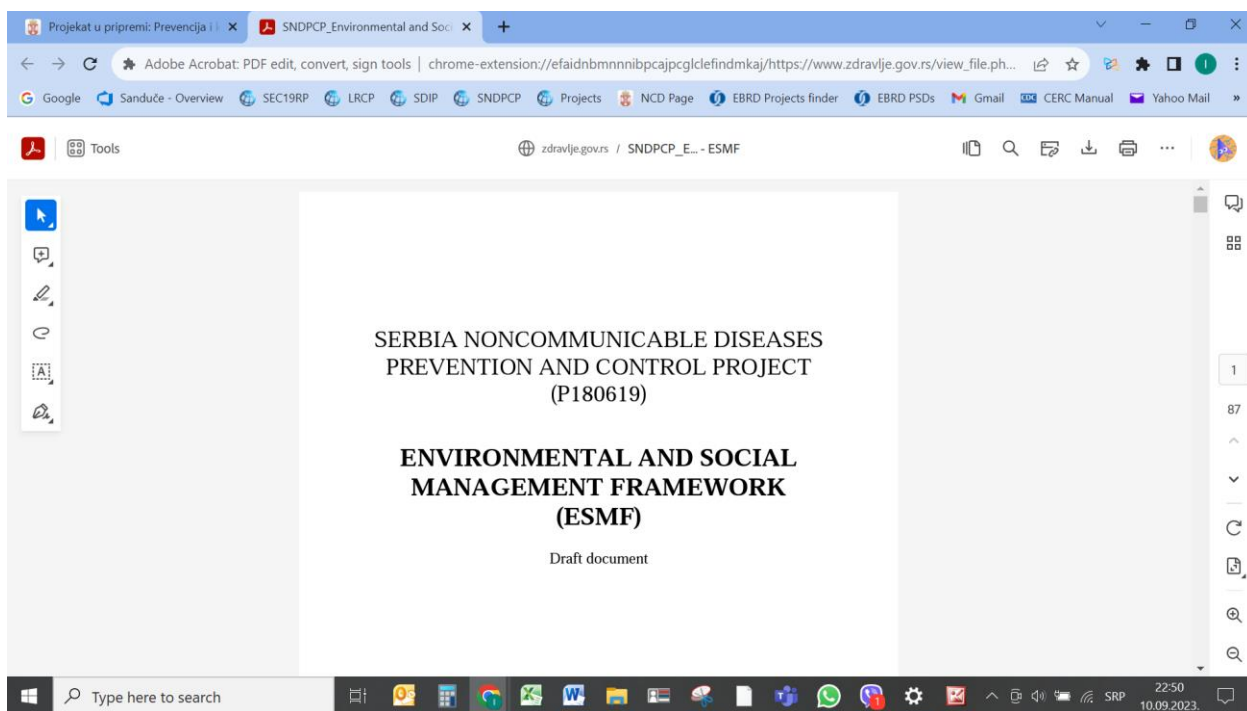 Projekat u pripremi: Prevencija i
SNDPCP_Environmental and Soci
Adobe Acrobat: PDF edit, convert, sign tools | chrome-extension://efaidnbmnnnibpcajpcglclefindmkaj/https://www.zdravlje.gov.rs/view_file.ph...
Google Sanduče - Overview SEC19RP LRCP SDIP SNDPCP Projects NCD Page EBRD Projects finder EBRD PSDs Gmail CERC Manual Yahoo Mail »
Tools
zdravlje.gov.rs / SNDPCP_E... - ESMF
SERBIA NONCOMMUNICABLE DISEASES
PREVENTION AND CONTROL PROJECT
(P180619)
ENVIRONMENTAL AND SOCIAL
MANAGEMENT FRAMEWORK
(ESMF)
Draft document
1
87
Type here to search
SRP
22:50
10.09.2023.